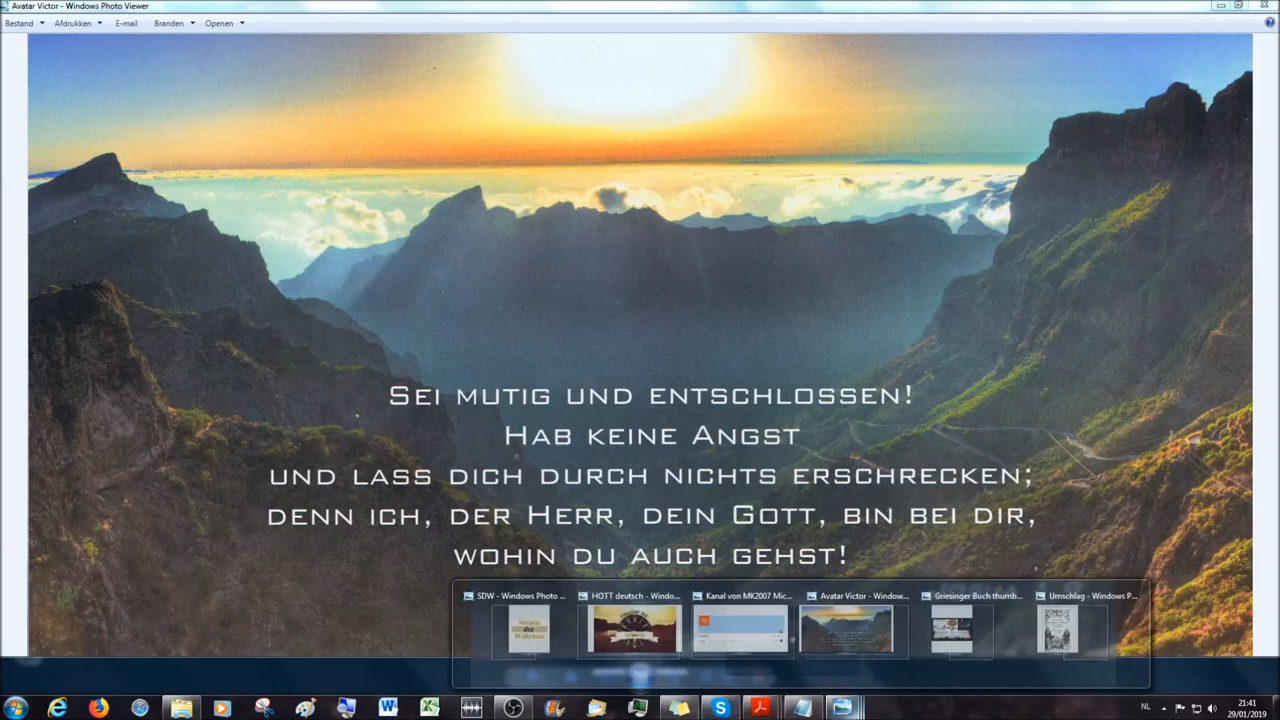 Avatar Victor - Windows Photo Viewer
Bestand Afdrukken E-mail Branden Openen
SEI MUTIG UND ENTSCHLOSSEN!
HAB KEINE ANGST
UND LASS DICH DURCH NICHTS ERSCHRECKEN;
DENN ICH, DER HERR, DEIN GOTT, BIN BEI DIR,
WOHIN DU AUCH GEHST!
SDW - Windows Photo ... HOTT deutsch - Windo... Kanal von MK2007 Mic... Avatar Victor - Window... Griesinger Buch thumb... Umschlag - Windows P...
Stimme
der
Wahrheit
NL 21:41
29/01/2019